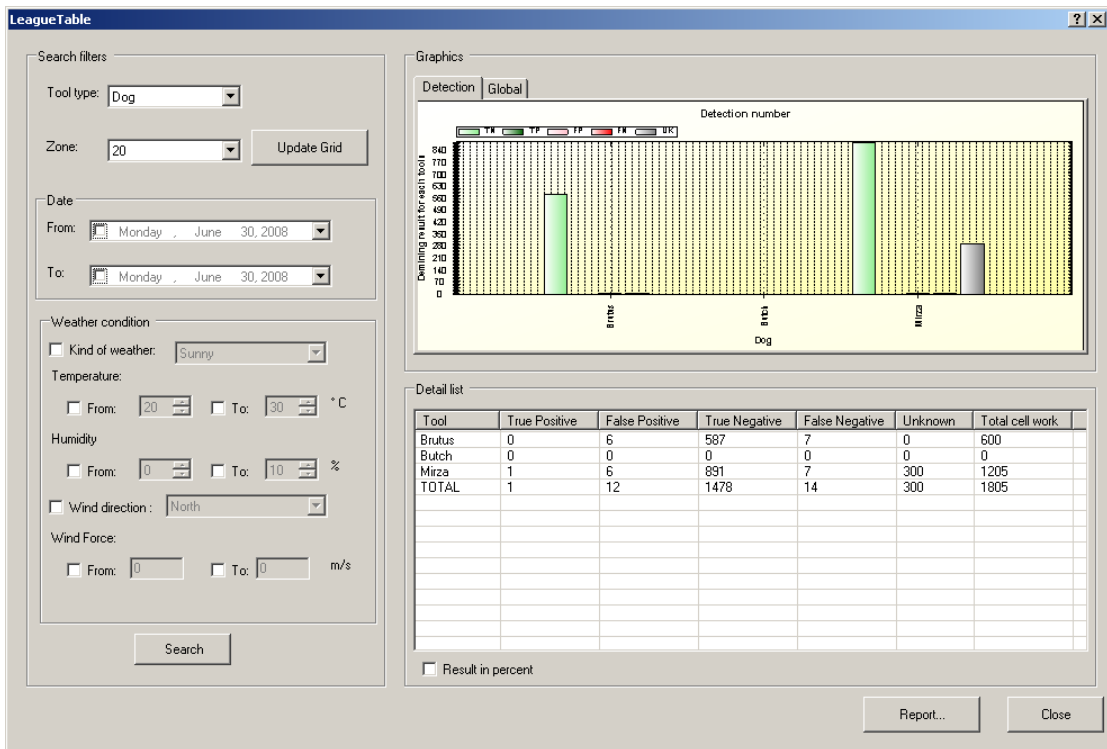 LeagueTable
Search filters
Tool type: Dog
Zone: 20 Update Grid
Date
From: Monday , June 30, 2008
To: Monday , June 30, 2008
Weather condition
Kind of weather: Sunny
Temperature:
From: 20 To: 30 ° C
Humidity
From: 0 To: 10 %
Wind direction : North
Wind Force:
From: 0 To: 0 m/s
Search
Graphics
Detection Global
Detection number
TN TP FP FN UK
Demining result for each tools
840
770
700
630
560
490
420
350
280
210
140
70
0
Brutus Butch Mirza
Dog
Detail list
Tool True Positive False Positive True Negative False Negative Unknown Total cell work
Brutus 0 6 587 7 0 600
Butch 0 0 0 0 0 0
Mirza 1 6 891 7 300 1205
TOTAL 1 12 1478 14 300 1805
Result in percent
Report... Close